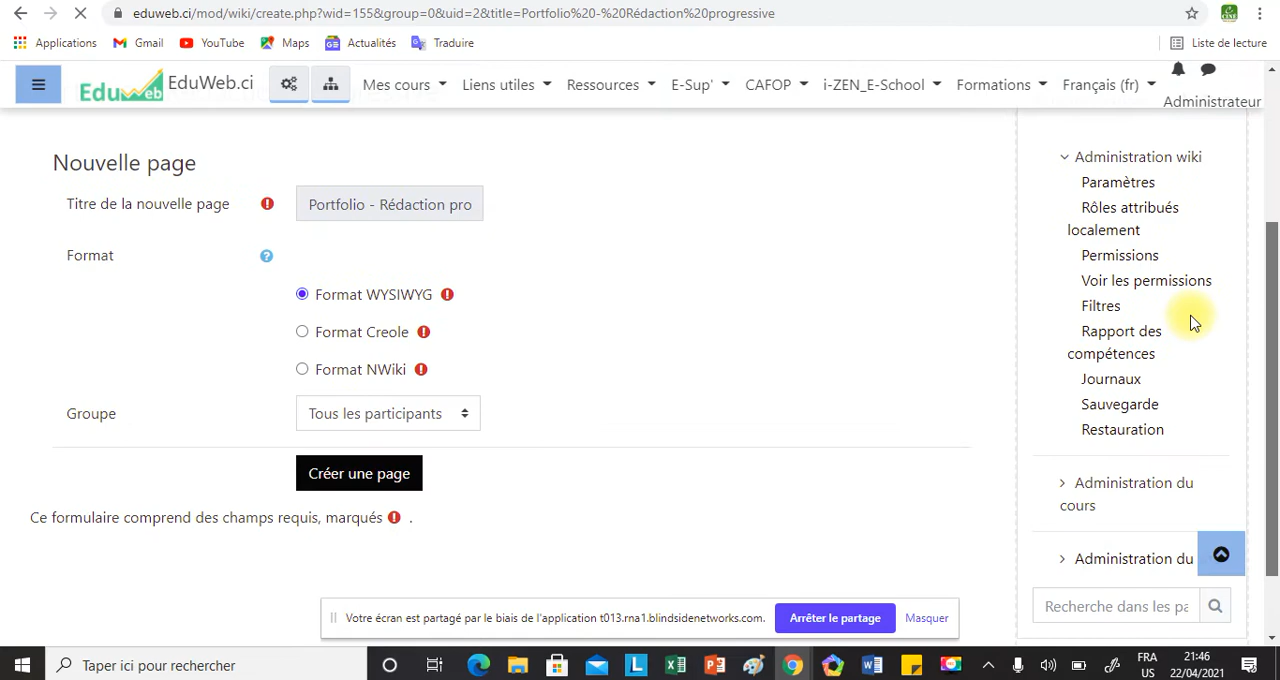 eduweb.ci/mod/wiki/create.php?wid=155&group=0&uid=2&title=Portfolio%20-%20Rédaction%20progressive
Applications Gmail YouTube Maps Actualités Traduire Liste de lecture
EduWeb EduWeb.ci Mes cours Liens utiles Ressources E-Sup' CAFOP i-ZEN_E-School Formations Français (fr)
Administrateur
Nouvelle page
Titre de la nouvelle page Portfolio - Rédaction pro
Format
Format WYSIWYG
Format Creole
Format NWiki
Groupe Tous les participants
Créer une page
Ce formulaire comprend des champs requis, marqués .
Administration wiki
Paramètres
Rôles attribués
localement
Permissions
Voir les permissions
Filtres
Rapport des
compétences
Journaux
Sauvegarde
Restauration
Administration du
cours
Administration du
Recherche dans les pa
Votre écran est partagé par le biais de l'application t013.rna1.blindsidenetworks.com. Arrêter le partage Masquer
Taper ici pour rechercher
FRA
US
21:46
22/04/2021